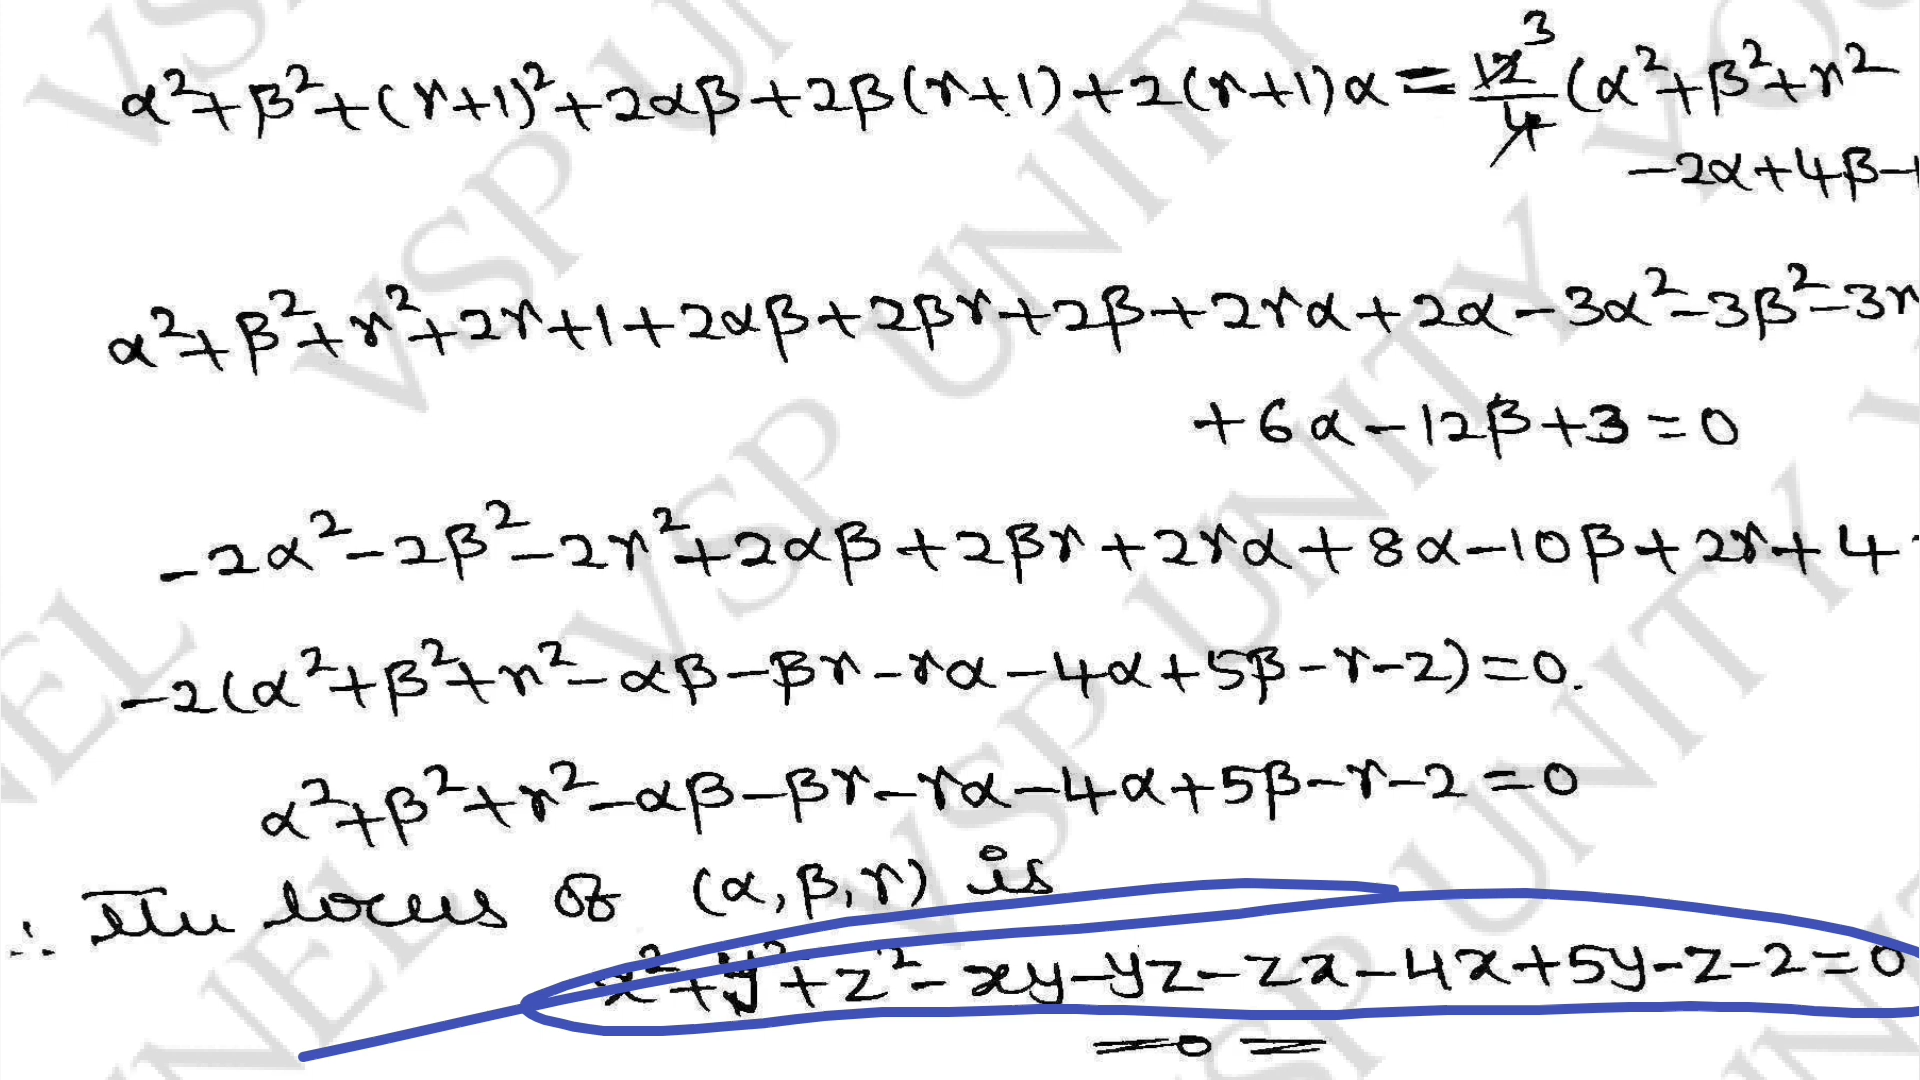 α²+β²+(γ+1)²+2αβ+2β(γ+1)+2(γ+1)α = 12/4 3 (α²+β²+γ²
-2α+4β-
α²+β²+γ²+2γ+1+2αβ+2βγ+2β+2γα+2α-3α²-3β²-3γ
+6α-12β+3=0
-2α²-2β²-2γ²+2αβ+2βγ+2γα+8α-10β+2γ+4
-2(α²+β²+γ²-αβ-βγ-γα-4α+5β-γ-2)=0.
α²+β²+γ²-αβ-βγ-γα-4α+5β-γ-2=0
∴ The locus of (α,β,γ) is
x²+y²+z²-xy-yz-zx-4x+5y-z-2=0
VSP UNITY